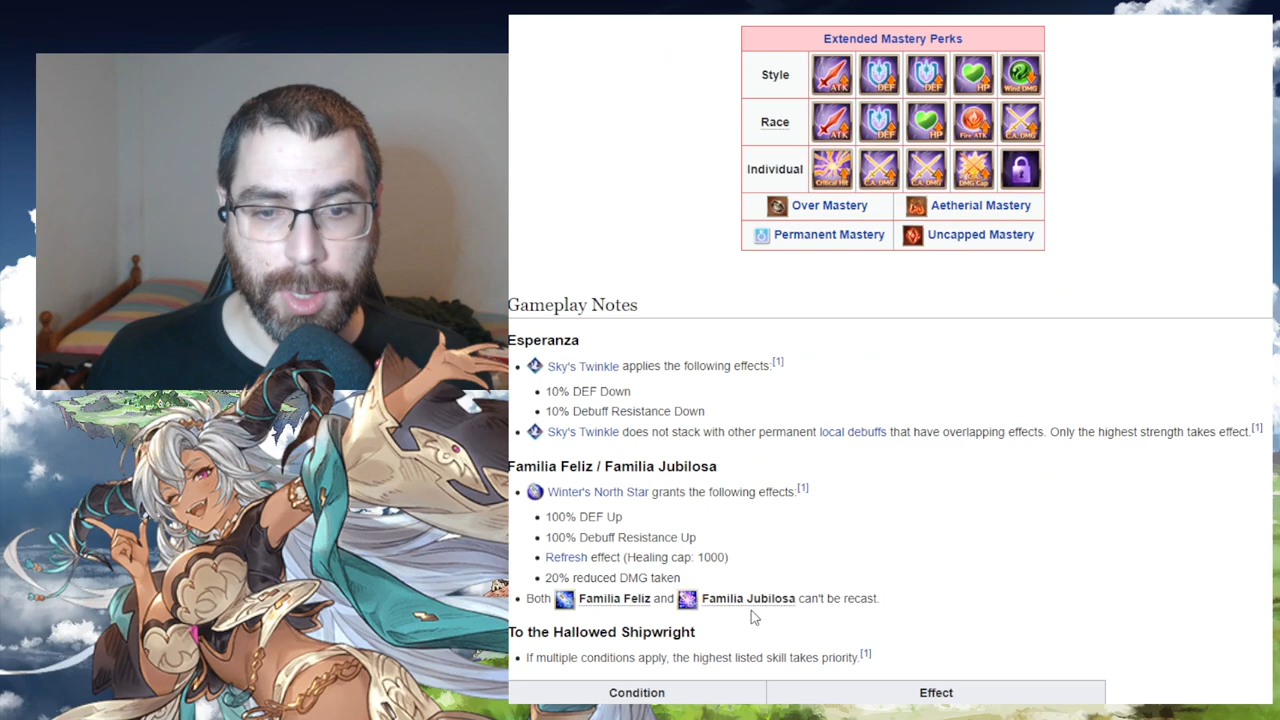 Extended Mastery Perks
Style
ATK
DEF
DEF
HP
Wind DMG
Race
ATK
DEF
HP
Fire ATK
C.A. DMG
Individual
Critical Hit
C.A. DMG
C.A. DMG
DMG Cap
Over Mastery
Aetherial Mastery
Permanent Mastery
Uncapped Mastery
Gameplay Notes
Esperanza
• Sky's Twinkle applies the following effects:[1]
• 10% DEF Down
• 10% Debuff Resistance Down
• Sky's Twinkle does not stack with other permanent local debuffs that have overlapping effects. Only the highest strength takes effect.[1]
Familia Feliz / Familia Jubilosa
• Winter's North Star grants the following effects:[1]
• 100% DEF Up
• 100% Debuff Resistance Up
• Refresh effect (Healing cap: 1000)
• 20% reduced DMG taken
• Both Familia Feliz and Familia Jubilosa can't be recast.
To the Hallowed Shipwright
• If multiple conditions apply, the highest listed skill takes priority.[1]
Condition
Effect